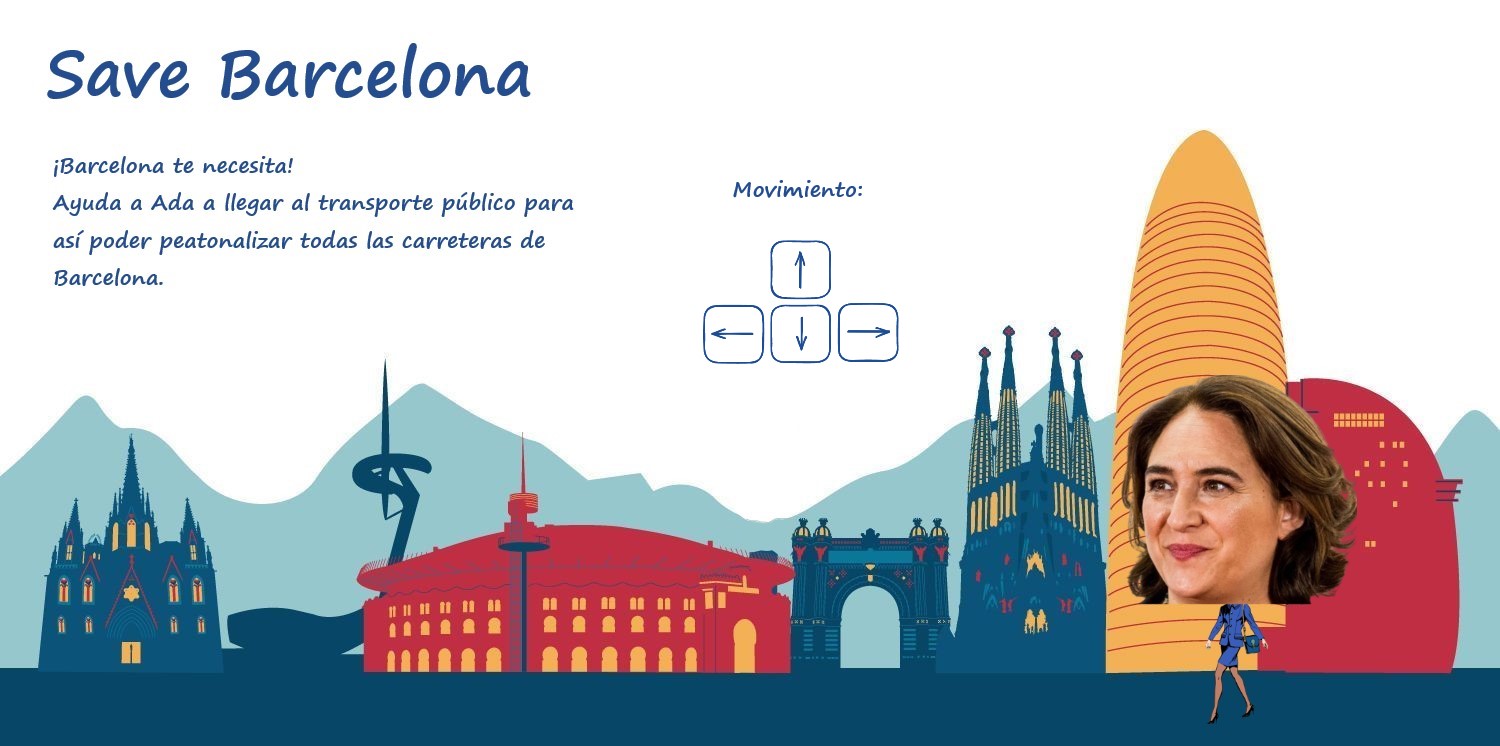 Save Barcelona
¡Barcelona te necesita!
Ayuda a Ada a llegar al transporte público para
así poder peatonalizar todas las carreteras de
Barcelona.
Movimiento: